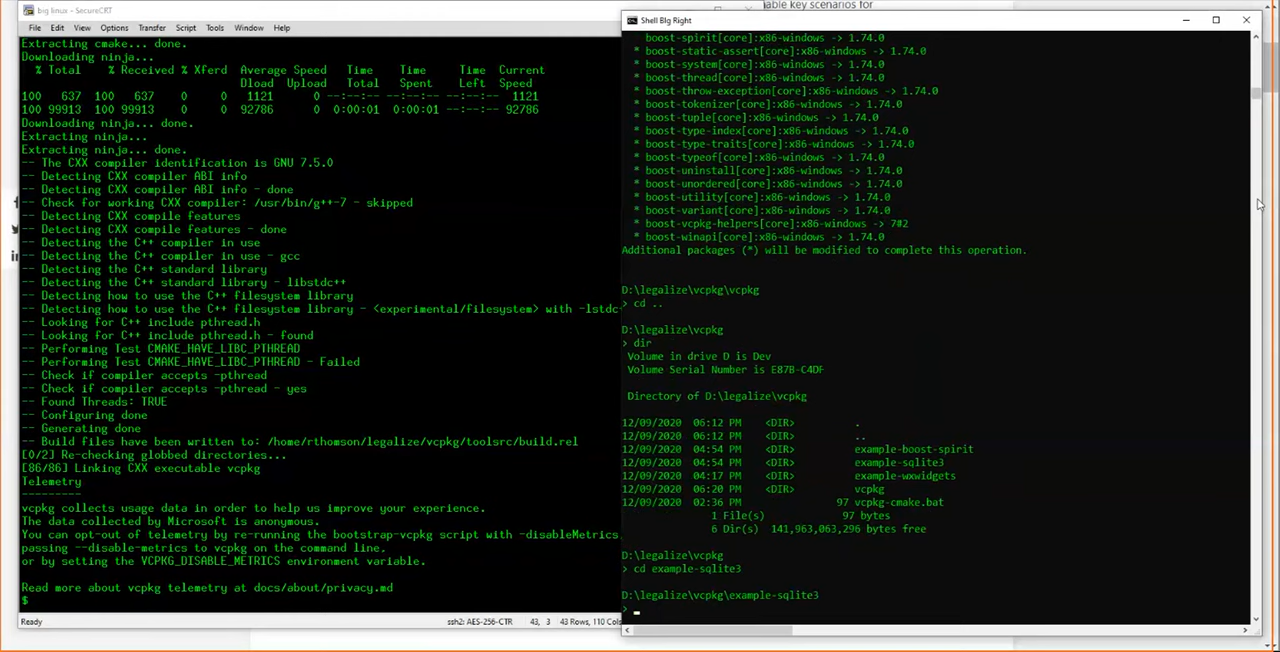 big linux - SecureCRT
File Edit View Options Transfer Script Tools Window Help
Extracting cmake... done.
Downloading ninja...
% Total % Received % Xferd Average Speed Time Time Time Current
Dload Upload Total Spent Left Speed
100 637 100 637 0 0 1121 0 --:--:-- --:--:-- --:--:-- 1121
100 99913 100 99913 0 0 92786 0 0:00:01 0:00:01 --:--:-- 92786
Downloading ninja... done.
Extracting ninja...
Extracting ninja... done.
-- The CXX compiler identification is GNU 7.5.0
-- Detecting CXX compiler ABI info
-- Detecting CXX compiler ABI info - done
-- Check for working CXX compiler: /usr/bin/g++-7 - skipped
-- Detecting CXX compile features
-- Detecting CXX compile features - done
-- Detecting the C++ compiler in use
-- Detecting the C++ compiler in use - gcc
-- Detecting the C++ standard library
-- Detecting the C++ standard library - libstdc++
-- Detecting how to use the C++ filesystem library
-- Detecting how to use the C++ filesystem library - <experimental/filesystem> with -lstdc
-- Looking for C++ include pthread.h
-- Looking for C++ include pthread.h - found
-- Performing Test CMAKE_HAVE_LIBC_PTHREAD
-- Performing Test CMAKE_HAVE_LIBC_PTHREAD - Failed
-- Check if compiler accepts -pthread
-- Check if compiler accepts -pthread - yes
-- Found Threads: TRUE
-- Configuring done
-- Generating done
-- Build files have been written to: /home/rthomson/legalize/vcpkg/toolsrc/build.rel
[0/2] Re-checking globbed directories...
[86/86] Linking CXX executable vcpkg
Telemetry
---------
vcpkg collects usage data in order to help us improve your experience.
The data collected by Microsoft is anonymous.
You can opt-out of telemetry by re-running the bootstrap-vcpkg script with -disableMetrics,
passing --disable-metrics to vcpkg on the command line.
or by setting the VCPKG_DISABLE_METRICS environment variable.
Read more about vcpkg telemetry at docs/about/privacy.md
$
Ready ssh2: AES-256-CTR 43, 3 43 Rows, 110 Cols
able key scenarios for
Shell Big Right
* boost-spirit[core]:x86-windows -> 1.74.0
* boost-static-assert[core]:x86-windows -> 1.74.0
* boost-system[core]:x86-windows -> 1.74.0
* boost-thread[core]:x86-windows -> 1.74.0
* boost-throw-exception[core]:x86-windows -> 1.74.0
* boost-tokenizer[core]:x86-windows -> 1.74.0
* boost-tuple[core]:x86-windows -> 1.74.0
* boost-type-index[core]:x86-windows -> 1.74.0
* boost-type-traits[core]:x86-windows -> 1.74.0
* boost-typeof[core]:x86-windows -> 1.74.0
* boost-uninstall[core]:x86-windows -> 1.74.0
* boost-unordered[core]:x86-windows -> 1.74.0
* boost-utility[core]:x86-windows -> 1.74.0
* boost-variant[core]:x86-windows -> 1.74.0
* boost-vcpkg-helpers[core]:x86-windows -> 7#2
* boost-winapi[core]:x86-windows -> 1.74.0
Additional packages (*) will be modified to complete this operation.
D:\legalize\vcpkg\vcpkg
> cd ..
D:\legalize\vcpkg
> dir
Volume in drive D is Dev
Volume Serial Number is E87B-C4DF
Directory of D:\legalize\vcpkg
12/09/2020 06:12 PM <DIR> .
12/09/2020 06:12 PM <DIR> ..
12/09/2020 04:54 PM <DIR> example-boost-spirit
12/09/2020 04:54 PM <DIR> example-sqlite3
12/09/2020 04:17 PM <DIR> example-wxwidgets
12/09/2020 06:20 PM <DIR> vcpkg
12/09/2020 02:36 PM 97 vcpkg-cmake.bat
1 File(s) 97 bytes
6 Dir(s) 141,963,063,296 bytes free
D:\legalize\vcpkg
> cd example-sqlite3
D:\legalize\vcpkg\example-sqlite3
>